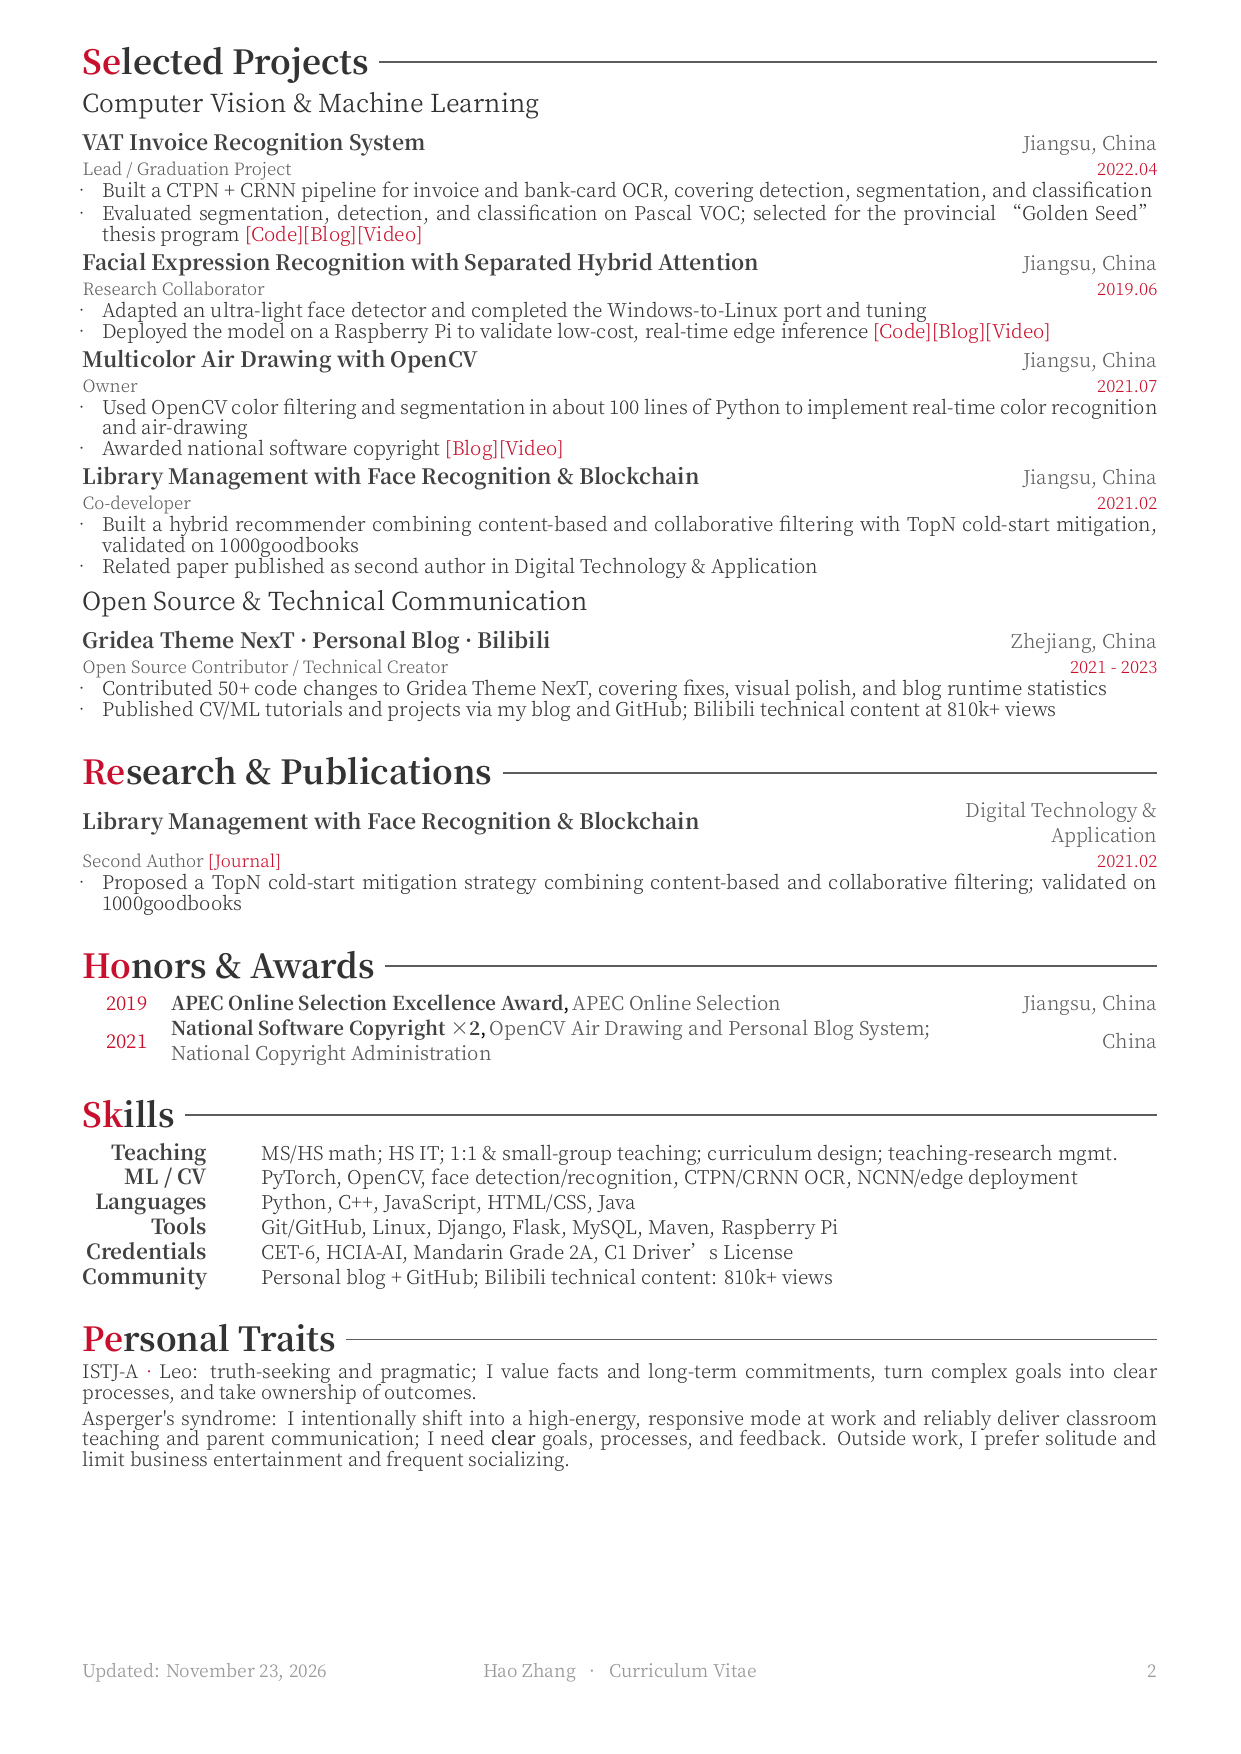 Selected Projects
Computer Vision & Machine Learning
VAT Invoice Recognition System Jiangsu, China
Lead / Graduation Project 2022.04
· Built a CTPN + CRNN pipeline for invoice and bank-card OCR, covering detection, segmentation, and classification
· Evaluated segmentation, detection, and classification on Pascal VOC; selected for the provincial “Golden Seed”
thesis program [Code][Blog][Video]
Facial Expression Recognition with Separated Hybrid Attention Jiangsu, China
Research Collaborator 2019.06
· Adapted an ultra-light face detector and completed the Windows-to-Linux port and tuning
· Deployed the model on a Raspberry Pi to validate low-cost, real-time edge inference [Code][Blog][Video]
Multicolor Air Drawing with OpenCV Jiangsu, China
Owner 2021.07
· Used OpenCV color filtering and segmentation in about 100 lines of Python to implement real-time color recognition
and air-drawing
· Awarded national software copyright [Blog][Video]
Library Management with Face Recognition & Blockchain Jiangsu, China
Co-developer 2021.02
· Built a hybrid recommender combining content-based and collaborative filtering with TopN cold-start mitigation,
validated on 1000goodbooks
· Related paper published as second author in Digital Technology & Application
Open Source & Technical Communication
Gridea Theme NexT · Personal Blog · Bilibili Zhejiang, China
Open Source Contributor / Technical Creator 2021 - 2023
· Contributed 50+ code changes to Gridea Theme NexT, covering fixes, visual polish, and blog runtime statistics
· Published CV/ML tutorials and projects via my blog and GitHub; Bilibili technical content at 810k+ views
Research & Publications
Library Management with Face Recognition & Blockchain Digital Technology &
Application
Second Author [Journal] 2021.02
· Proposed a TopN cold-start mitigation strategy combining content-based and collaborative filtering; validated on
1000goodbooks
Honors & Awards
2019 APEC Online Selection Excellence Award, APEC Online Selection Jiangsu, China
2021 National Software Copyright ×2, OpenCV Air Drawing and Personal Blog System; China
National Copyright Administration
Skills
Teaching MS/HS math; HS IT; 1:1 & small-group teaching; curriculum design; teaching-research mgmt.
ML / CV PyTorch, OpenCV, face detection/recognition, CTPN/CRNN OCR, NCNN/edge deployment
Languages Python, C++, JavaScript, HTML/CSS, Java
Tools Git/GitHub, Linux, Django, Flask, MySQL, Maven, Raspberry Pi
Credentials CET-6, HCIA-AI, Mandarin Grade 2A, C1 Driver’s License
Community Personal blog + GitHub; Bilibili technical content: 810k+ views
Personal Traits
ISTJ-A · Leo: truth-seeking and pragmatic; I value facts and long-term commitments, turn complex goals into clear
processes, and take ownership of outcomes.
Asperger's syndrome: I intentionally shift into a high-energy, responsive mode at work and reliably deliver classroom
teaching and parent communication; I need clear goals, processes, and feedback. Outside work, I prefer solitude and
limit business entertainment and frequent socializing.
Updated: November 23, 2026 Hao Zhang · Curriculum Vitae 2